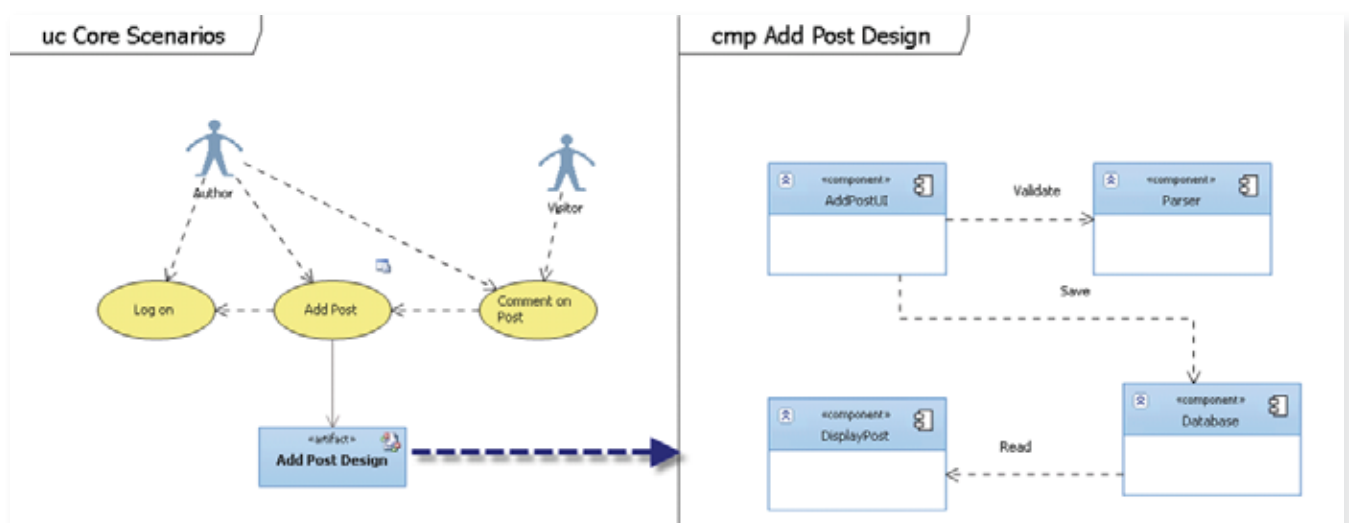 uc Core Scenarios
Author
Visitor
Log on
Add Post
Comment on
Post
«artifact»
Add Post Design
cmp Add Post Design
«component»
AddPostUI
Validate
«component»
Parser
Save
«component»
DisplayPost
Read
«component»
Database